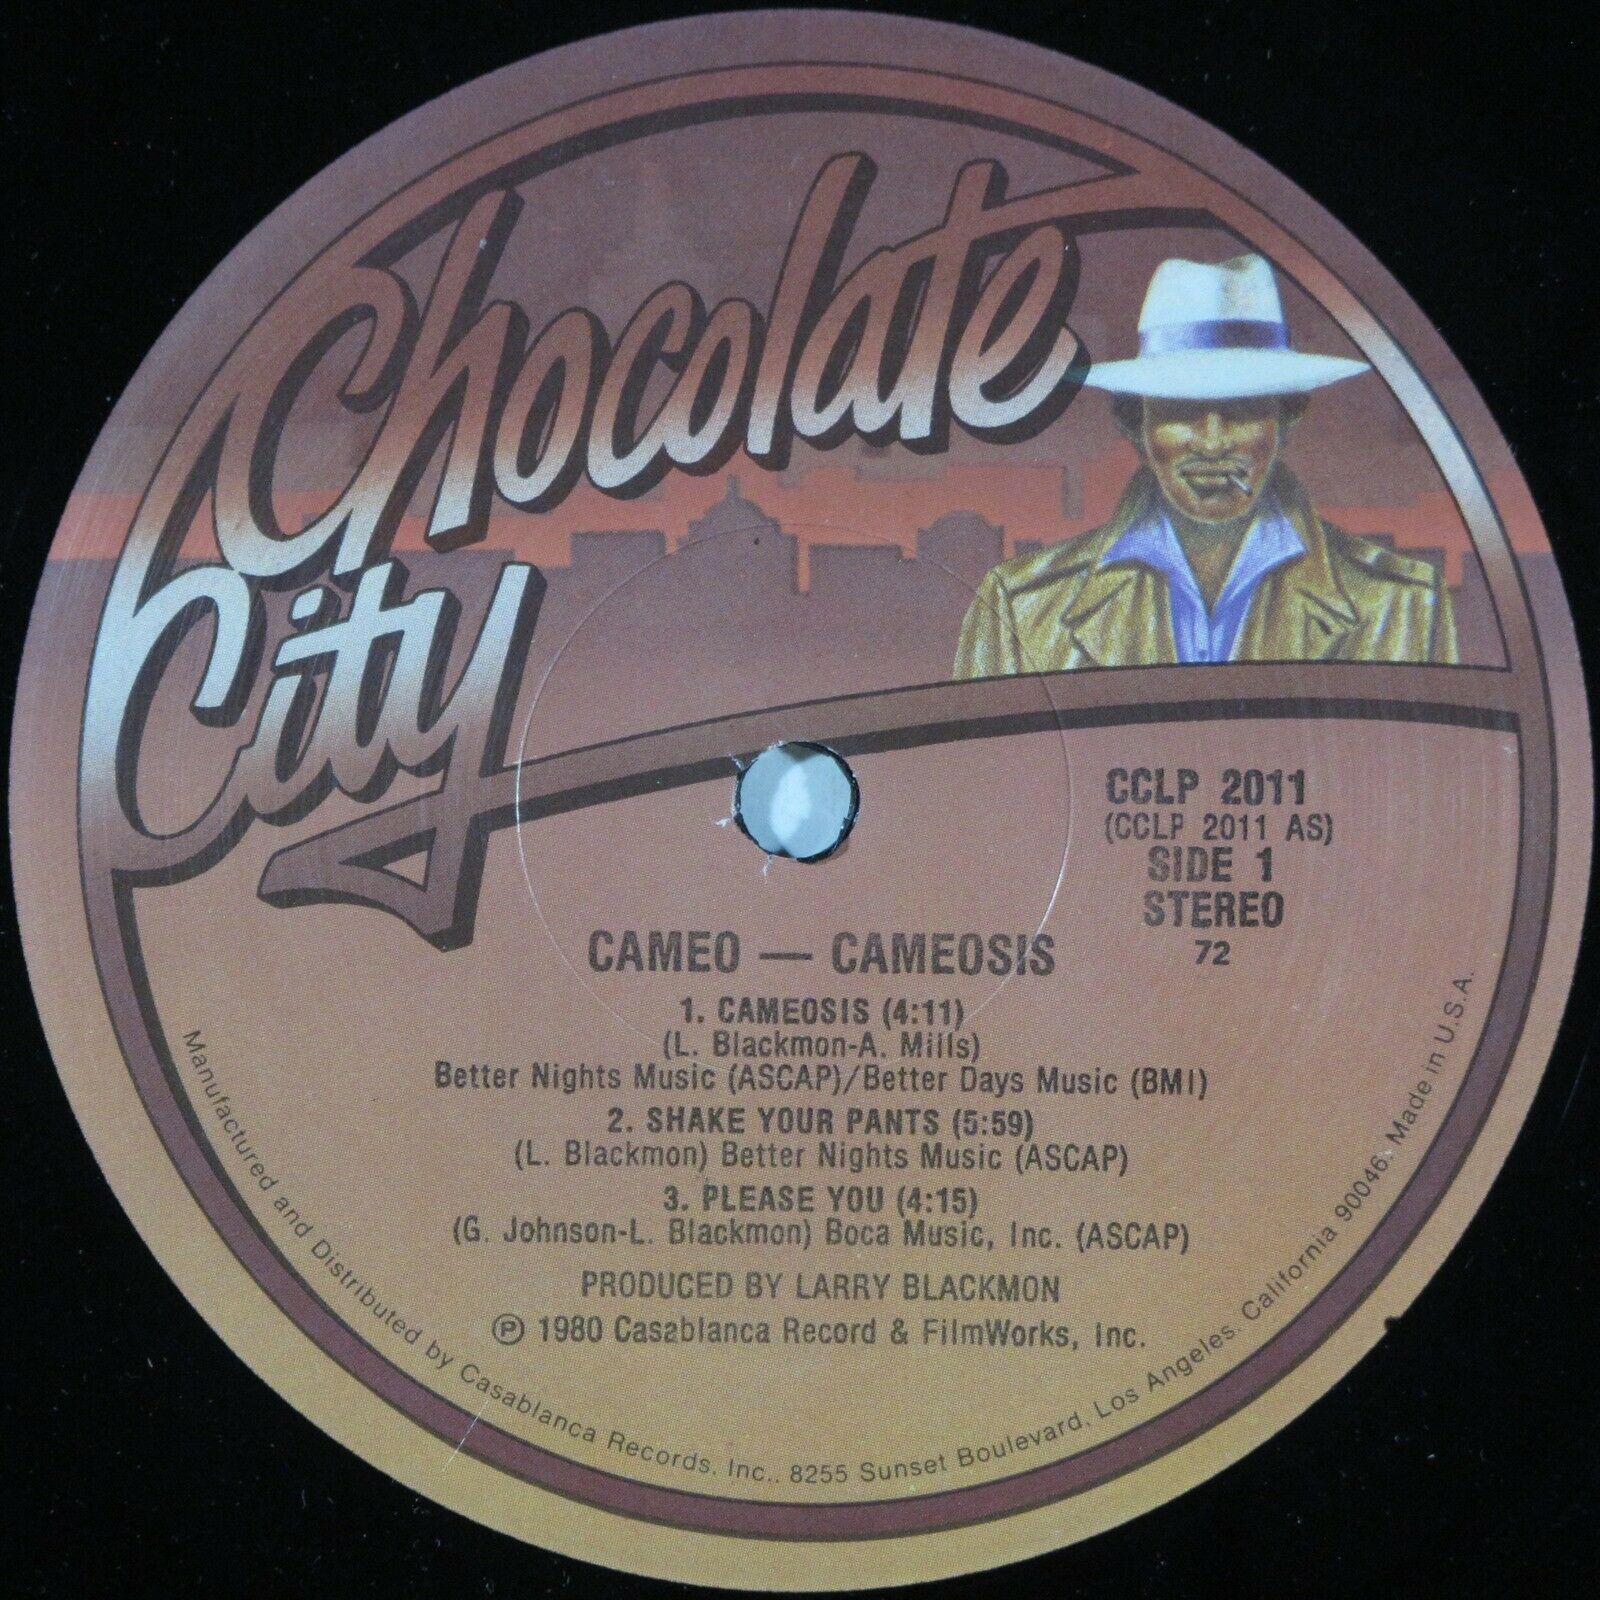 Chocolate
City
CCLP 2011
(CCLP 2011 AS)
SIDE 1
STEREO
72
CAMEO — CAMEOSIS
1. CAMEOSIS (4:11)
(L. Blackmon-A. Mills)
Better Nights Music (ASCAP)/Better Days Music (BMI)
2. SHAKE YOUR PANTS (5:59)
(L. Blackmon) Better Nights Music (ASCAP)
3. PLEASE YOU (4:15)
(G. Johnson-L. Blackmon) Boca Music, Inc. (ASCAP)
PRODUCED BY LARRY BLACKMON
℗ 1980 Casablanca Record & FilmWorks, Inc.
Manufactured and Distributed by Casablanca Records, Inc., 8255 Sunset Boulevard, Los Angeles, California 90046. Made in U.S.A.